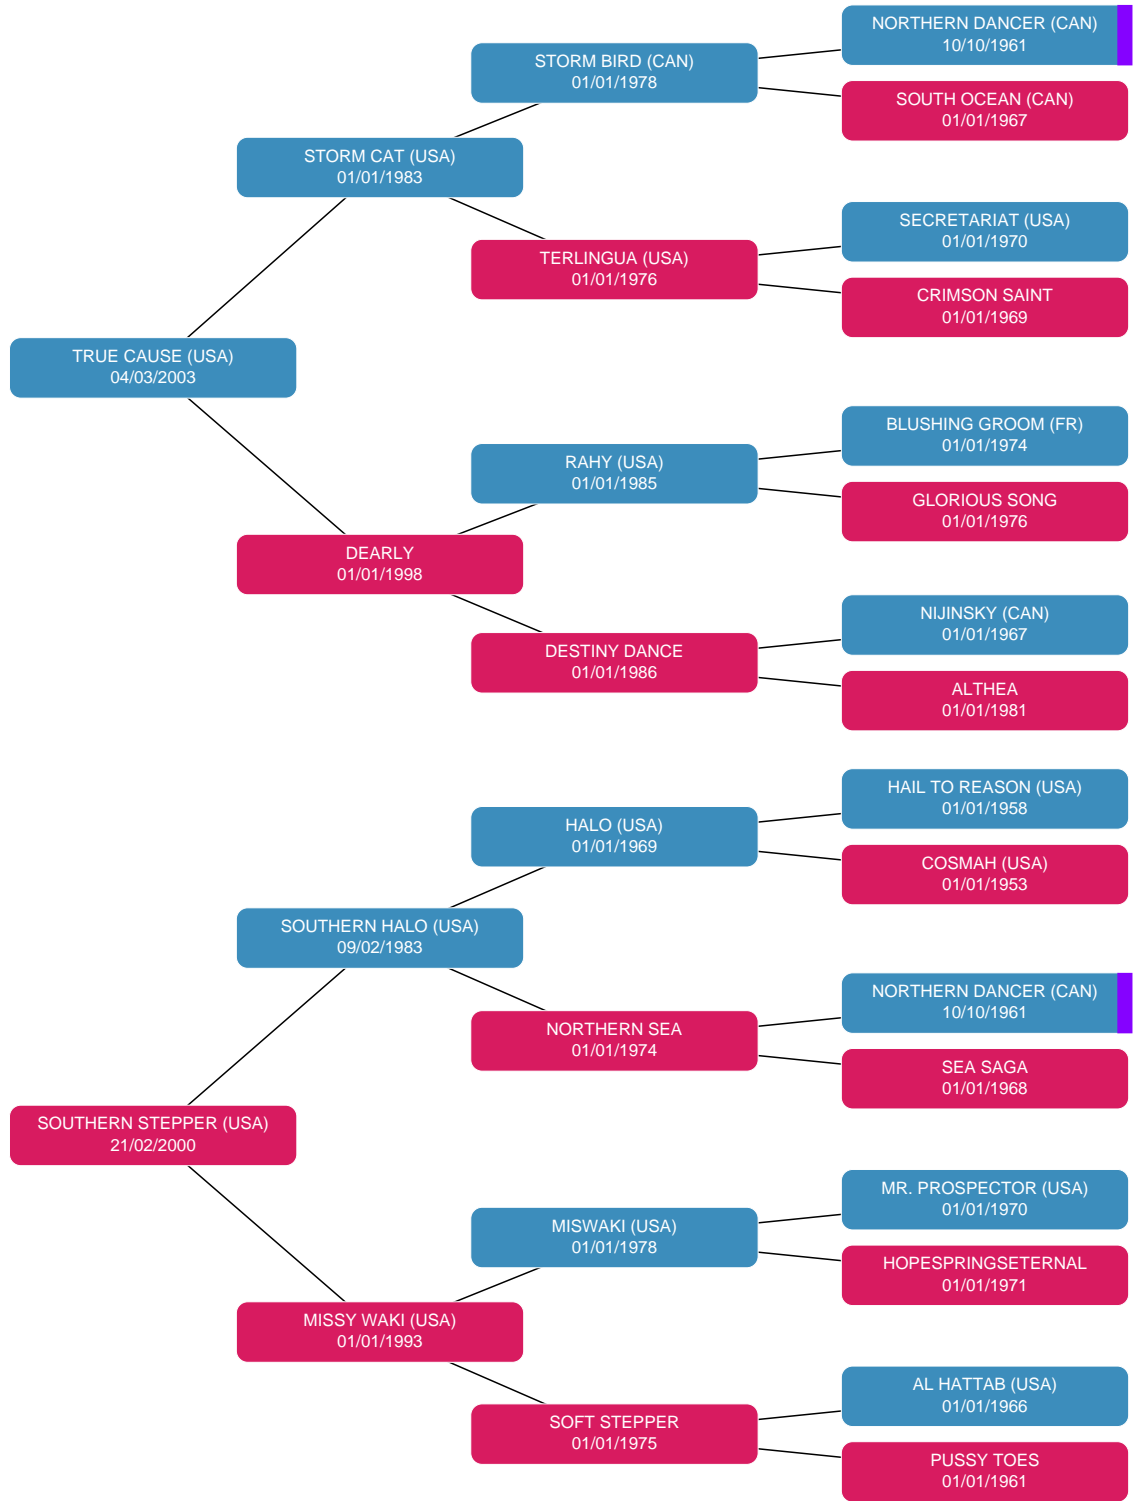 NORTHERN DANCER (CAN)
10/10/1961
STORM BIRD (CAN)
01/01/1978
SOUTH OCEAN (CAN)
01/01/1967
STORM CAT (USA)
01/01/1983
SECRETARIAT (USA)
01/01/1970
TERLINGUA (USA)
01/01/1976
CRIMSON SAINT
01/01/1969
TRUE CAUSE (USA)
04/03/2003
BLUSHING GROOM (FR)
01/01/1974
RAHY (USA)
01/01/1985
GLORIOUS SONG
01/01/1976
DEARLY
01/01/1998
NIJINSKY (CAN)
01/01/1967
DESTINY DANCE
01/01/1986
ALTHEA
01/01/1981
HAIL TO REASON (USA)
01/01/1958
HALO (USA)
01/01/1969
COSMAH (USA)
01/01/1953
SOUTHERN HALO (USA)
09/02/1983
NORTHERN DANCER (CAN)
10/10/1961
NORTHERN SEA
01/01/1974
SEA SAGA
01/01/1968
SOUTHERN STEPPER (USA)
21/02/2000
MR. PROSPECTOR (USA)
01/01/1970
MISWAKI (USA)
01/01/1978
HOPESPRINGSETERNAL
01/01/1971
MISSY WAKI (USA)
01/01/1993
AL HATTAB (USA)
01/01/1966
SOFT STEPPER
01/01/1975
PUSSY TOES
01/01/1961